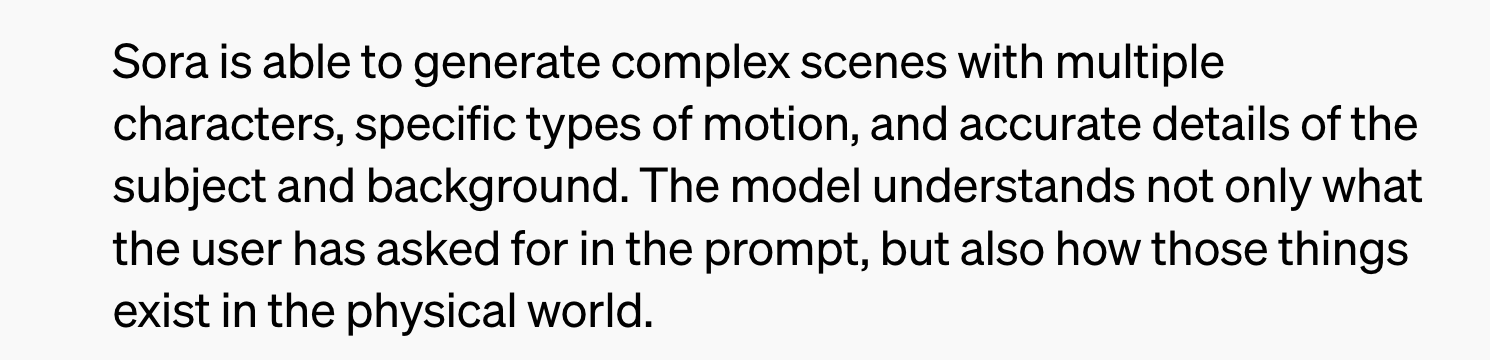 Sora is able to generate complex scenes with multiple
characters, specific types of motion, and accurate details of the
subject and background. The model understands not only what
the user has asked for in the prompt, but also how those things
exist in the physical world.